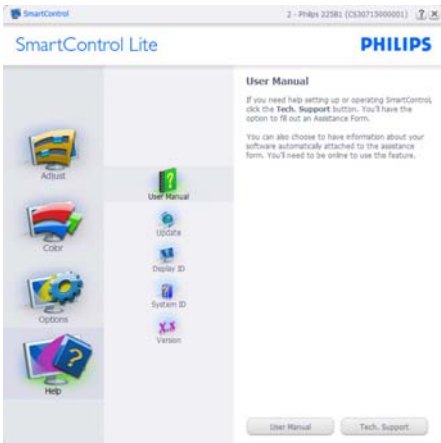 SmartControl
2 - Philips 225B1 (CS30715000001)
?
X
SmartControl Lite
PHILIPS
User Manual
If you need help setting up or operating SmartControl,
click the Tech. Support button. You'll have the
option to fill out an Assistance Form.
You can also choose to have information about your
software automatically attached to the assistance
form. You'll need to be online to use the feature.
Adjust
Color
Options
Help
User Manual
Update
Display ID
System ID
Version
User Manual
Tech. Support